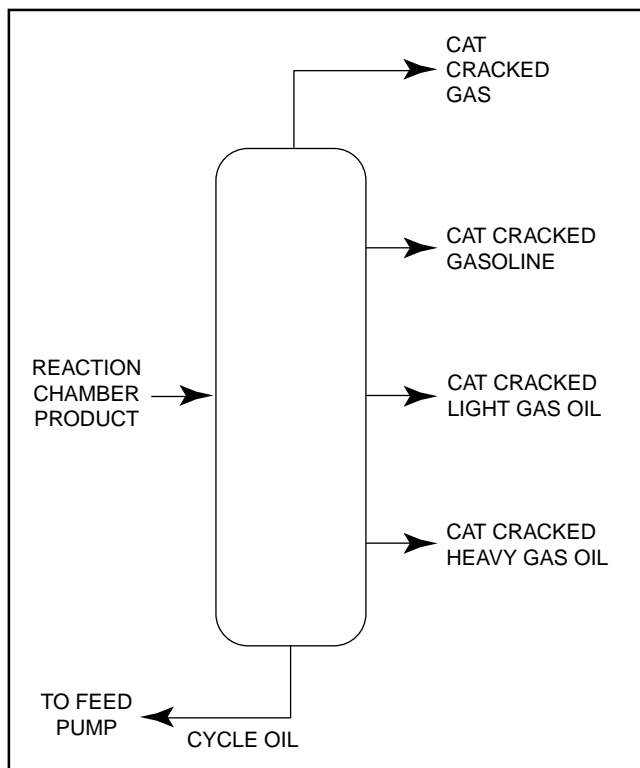 CAT
CRACKED
GAS
CAT CRACKED
GASOLINE
REACTION
CHAMBER
PRODUCT
CAT CRACKED
LIGHT GAS OIL
CAT CRACKED
HEAVY GAS OIL
TO FEED
PUMP
CYCLE OIL